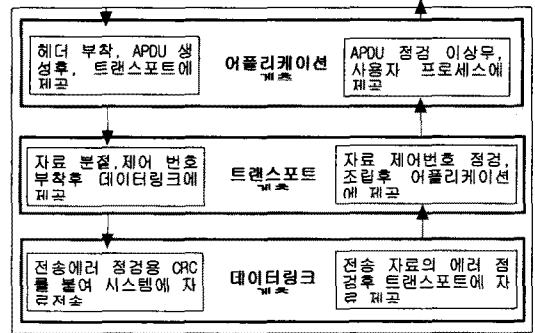 헤더 부착, APDU 생
성후, 트랜스포트에
제공
어플리케이션
계층
APDU 점검 이상무,
사용자 프로세스에
제공
자료 분절,제어 번호
부착후 데이터링크에
제공
트랜스포트
계층
자료 제어번호 점검,
조립후 어플리케이션
에 제공
전송에러 점검용 CRC
를 붙여 시스템에 자
료전송
데이터링크
계층
전송 자료의 에러 점
검후 트랜스포트에 자
료 제공